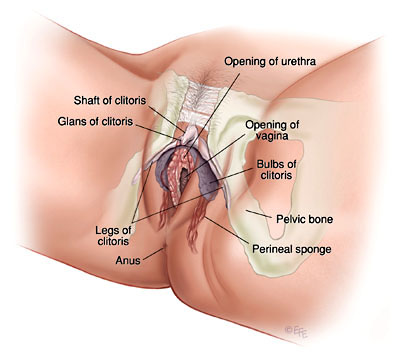 Opening of urethra
Shaft of clitoris
Glans of clitoris
Opening of
vagina
Bulbs of
clitoris
Pelvic bone
Legs of
clitoris
Perineal sponge
Anus